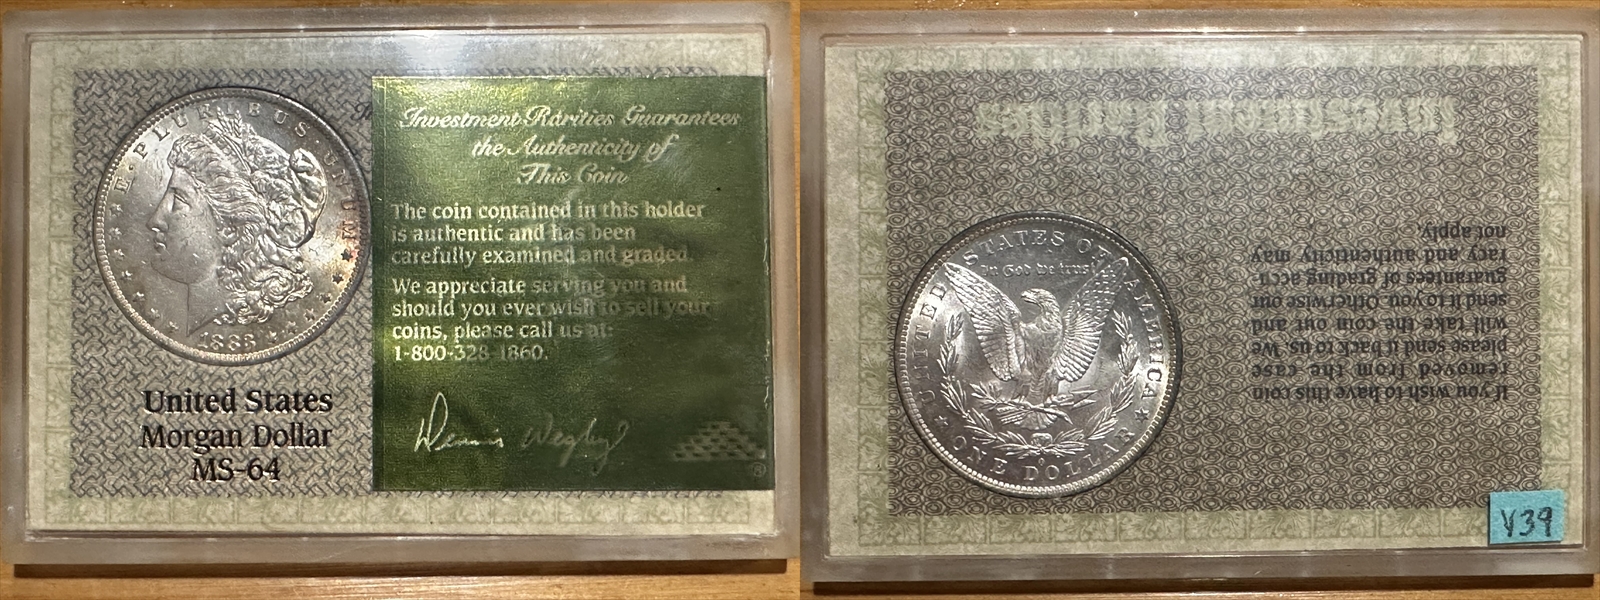 E · PLURIBUS · UNUM
1883
United States
Morgan Dollar
MS-64
Investment Rarities Guarantees
the Authenticity of
This Coin
The coin contained in this holder
is authentic and has been
carefully examined and graded.
We appreciate serving you and
should you ever wish to sell your
coins, please call us at:
1-800-328-1860.
®
UNITED STATES OF AMERICA
In God we trust
ONE DOLLAR
O
Investment Rarities
If you wish to have this coin
removed from the case
please send it back to us. We
will take the coin out and
send it to you. Otherwise our
guarantees of grading accu-
racy and authenticity may
not apply
V39